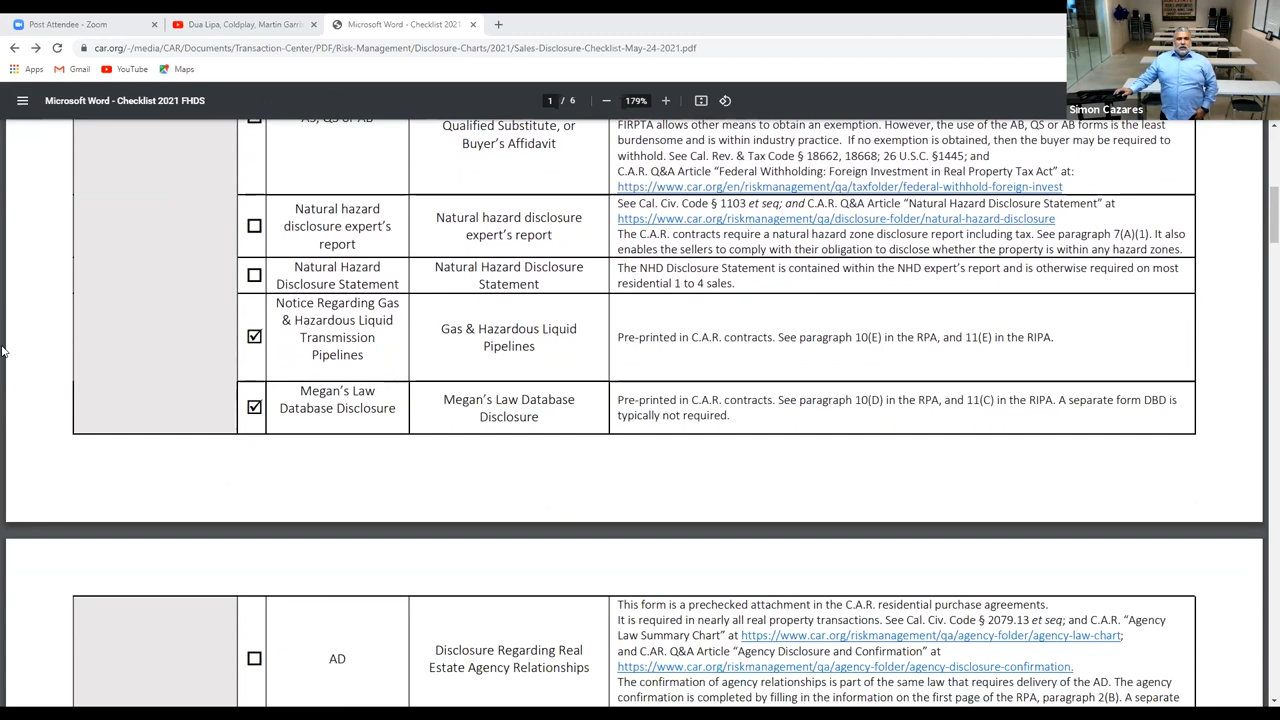 Post Attendee - Zoom
Dua Lipa, Coldplay, Martin Garri
Microsoft Word - Checklist 2021
car.org/-/media/CAR/Documents/Transaction-Center/PDF/Risk-Management/Disclosure-Charts/2021/Sales-Disclosure-Checklist-May-24-2021.pdf
Apps
Gmail
YouTube
Maps
Microsoft Word - Checklist 2021 FHDS
1 / 6
179%
Simon Cazares
AS, QS or AB
Qualified Substitute, or
Buyer's Affidavit
FIRPTA allows other means to obtain an exemption. However, the use of the AB, QS or AB forms is the least
burdensome and is within industry practice. If no exemption is obtained, then the buyer may be required to
withhold. See Cal. Rev. & Tax Code § 18662, 18668; 26 U.S.C. §1445; and
C.A.R. Q&A Article "Federal Withholding: Foreign Investment in Real Property Tax Act" at:
https://www.car.org/en/riskmanagement/qa/taxfolder/federal-withhold-foreign-invest
Natural hazard
disclosure expert's
report
Natural hazard disclosure
expert's report
See Cal. Civ. Code § 1103 et seq; and C.A.R. Q&A Article "Natural Hazard Disclosure Statement" at
https://www.car.org/riskmanagement/qa/disclosure-folder/natural-hazard-disclosure
The C.A.R. contracts require a natural hazard zone disclosure report including tax. See paragraph 7(A)(1). It also
enables the sellers to comply with their obligation to disclose whether the property is within any hazard zones.
Natural Hazard
Disclosure Statement
Natural Hazard Disclosure
Statement
The NHD Disclosure Statement is contained within the NHD expert's report and is otherwise required on most
residential 1 to 4 sales.
Notice Regarding Gas
& Hazardous Liquid
Transmission
Pipelines
Gas & Hazardous Liquid
Pipelines
Pre-printed in C.A.R. contracts. See paragraph 10(E) in the RPA, and 11(E) in the RIPA.
Megan's Law
Database Disclosure
Megan's Law Database
Disclosure
Pre-printed in C.A.R. contracts. See paragraph 10(D) in the RPA, and 11(C) in the RIPA. A separate form DBD is
typically not required.
AD
Disclosure Regarding Real
Estate Agency Relationships
This form is a prechecked attachment in the C.A.R. residential purchase agreements.
It is required in nearly all real property transactions. See Cal. Civ. Code § 2079.13 et seq; and C.A.R. "Agency
Law Summary Chart" at https://www.car.org/riskmanagement/qa/agency-folder/agency-law-chart;
and C.AR. Q&A Article "Agency Disclosure and Confirmation" at
https://www.car.org/riskmanagement/qa/agency-folder/agency-disclosure-confirmation.
The confirmation of agency relationships is part of the same law that requires delivery of the AD. The agency
confirmation is completed by filling in the information on the first page of the RPA, paragraph 2(B). A separate